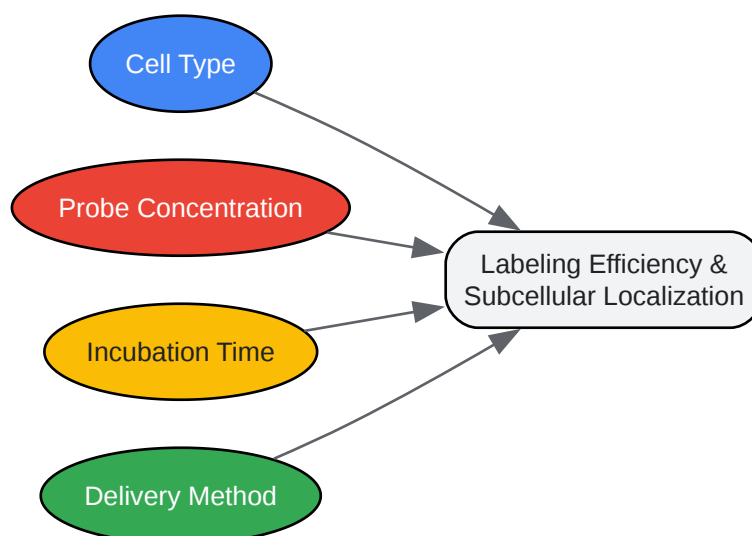 Cell Type
Probe Concentration
Labeling Efficiency &
Subcellular Localization
Incubation Time
Delivery Method